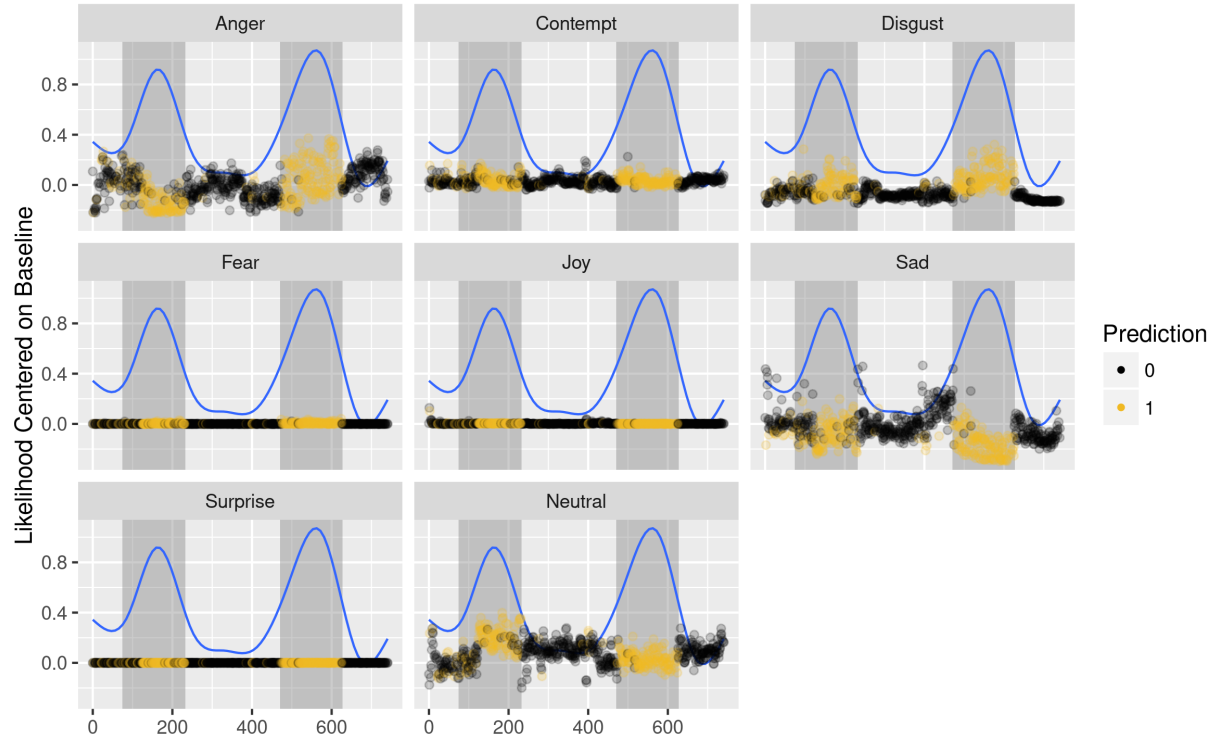 Anger
Contempt
Disgust
0.8
0.4
0.0
Fear
Joy
Sad
0.8
0.4
0.0
Surprise
Neutral
0.8
0.4
0.0
0 200 400 600
0 200 400 600
Likelihood Centered on Baseline
Prediction
0
1